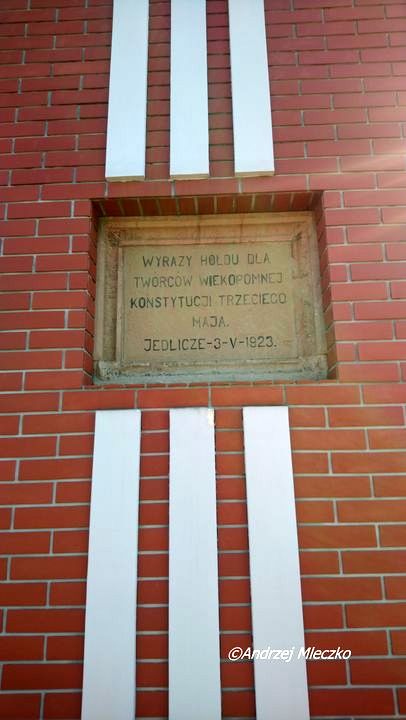 WYRAZY HOŁDU DLA
TWÓRCÓW WIEKOPOMNEJ
KONSTYTUCJI TRZECIEGO
MAJA.
JEDLICZE-3-V-1923.
©Andrzej Mleczko